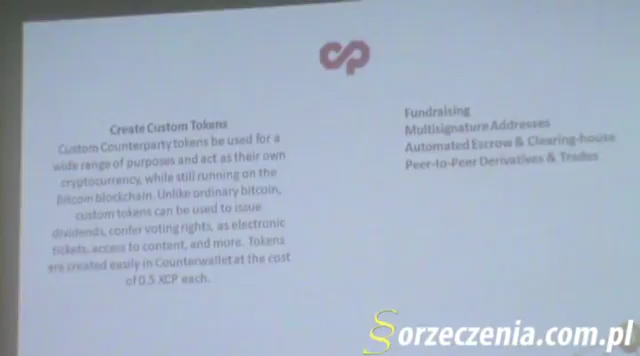 Create Custom Tokens
Custom Counterparty tokens be used for a
wide range of purposes and act as their own
cryptocurrency, while still running on the
Bitcoin blockchain. Unlike ordinary bitcoin,
custom tokens can be used to issue
dividends, confer voting rights, as electronic
tickets, access to content, and more. Tokens
are created easily in Counterwallet at the cost
of 0.5 XCP each.
Fundraising
Multisignature Addresses
Automated Escrow & Clearing-house
Peer-to-Peer Derivatives & Trades
§orzeczenia.com.pl